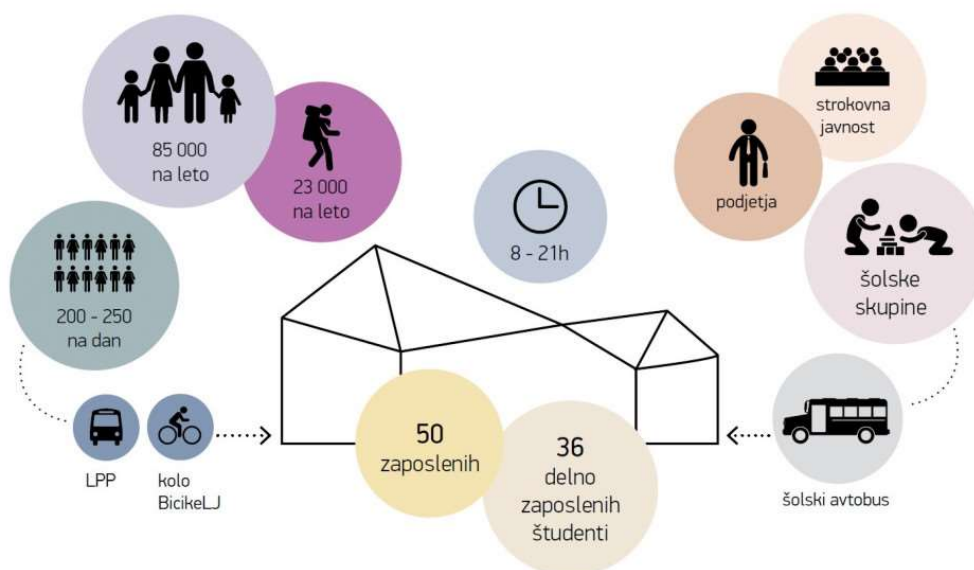 85 000
na leto
23 000
na leto
200 - 250
na dan
LPP
kolo
BicikeLJ
8 - 21h
50
zaposlenih
36
delno
zaposlenih
študenti
strokovna
javnost
podjetja
šolske
skupine
šolski avtobus